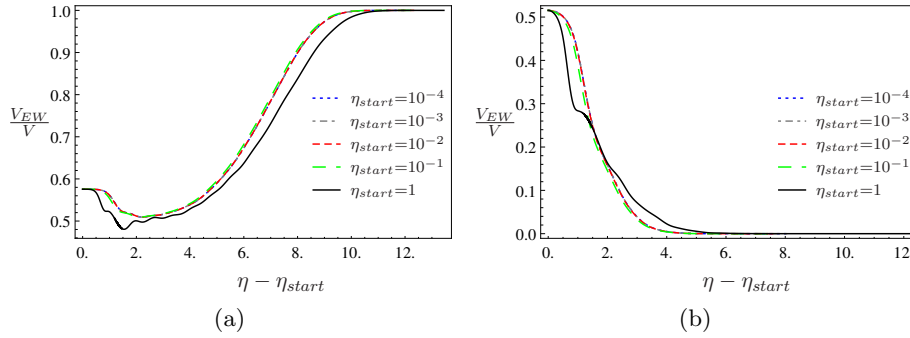 1.0
0.9
0.8
0.7
0.6
0.5
V_EW/V
η_start=10^-4
η_start=10^-3
η_start=10^-2
η_start=10^-1
η_start=1
0. 2. 4. 6. 8. 10. 12.
η − η_start
(a)
0.5
0.4
0.3
0.2
0.1
0.0
V_EW/V
η_start=10^-4
η_start=10^-3
η_start=10^-2
η_start=10^-1
η_start=1
0. 2. 4. 6. 8. 10. 12.
η − η_start
(b)